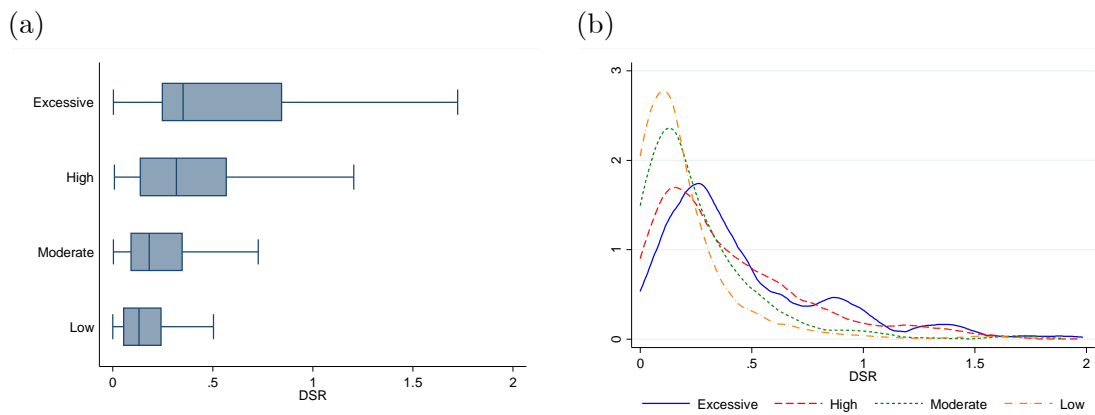 (a)
Excessive
High
Moderate
Low
0 .5 1 1.5 2
DSR
(b)
3
2
1
0
0 .5 1 1.5 2
DSR
Excessive High Moderate Low